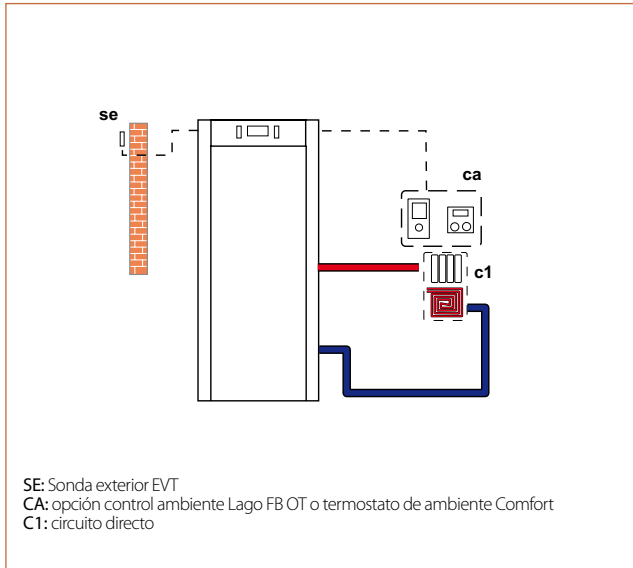 se
ca
c1
SE: Sonda exterior EVT
CA: opción control ambiente Lago FB OT o termostato de ambiente Comfort
C1: circuito directo